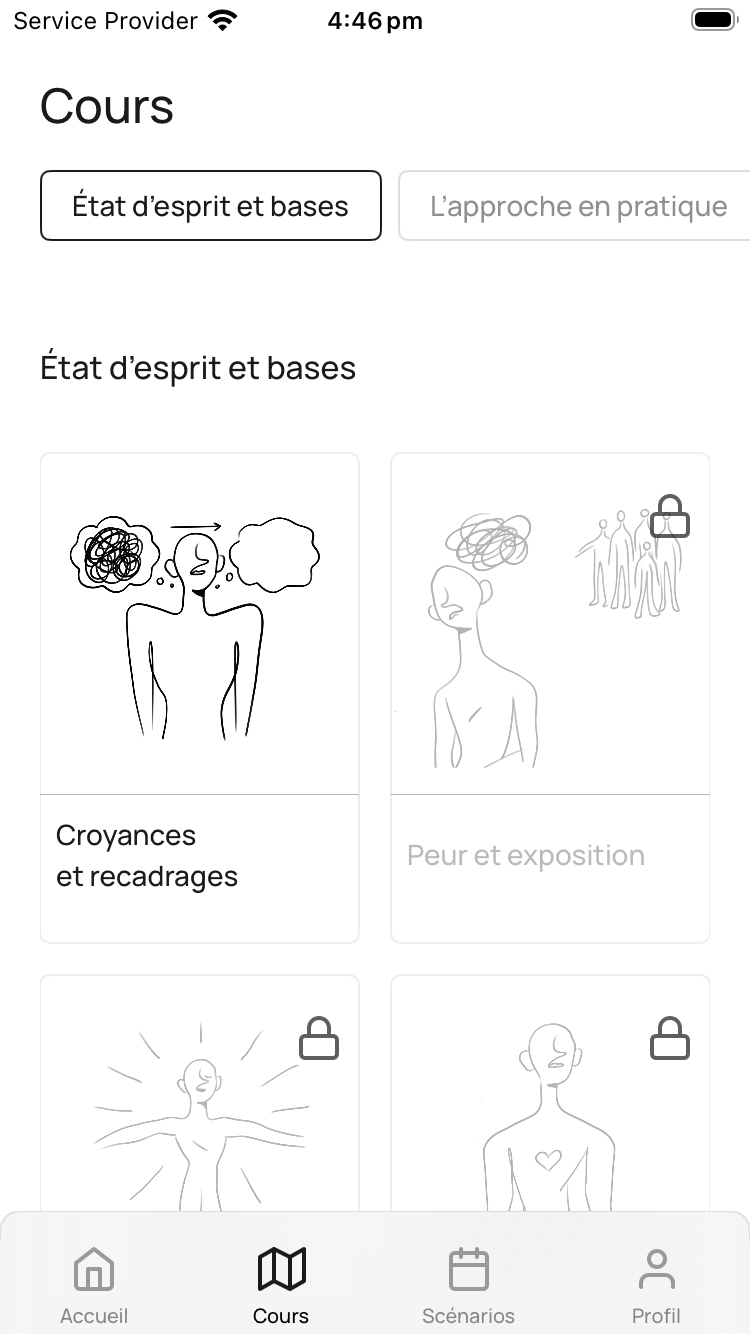 Service Provider 4:46 pm
Cours
État d’esprit et bases
L’approche en pratique
État d’esprit et bases
Croyances
et recadrages
Peur et exposition
Accueil
Cours
Scénarios
Profil